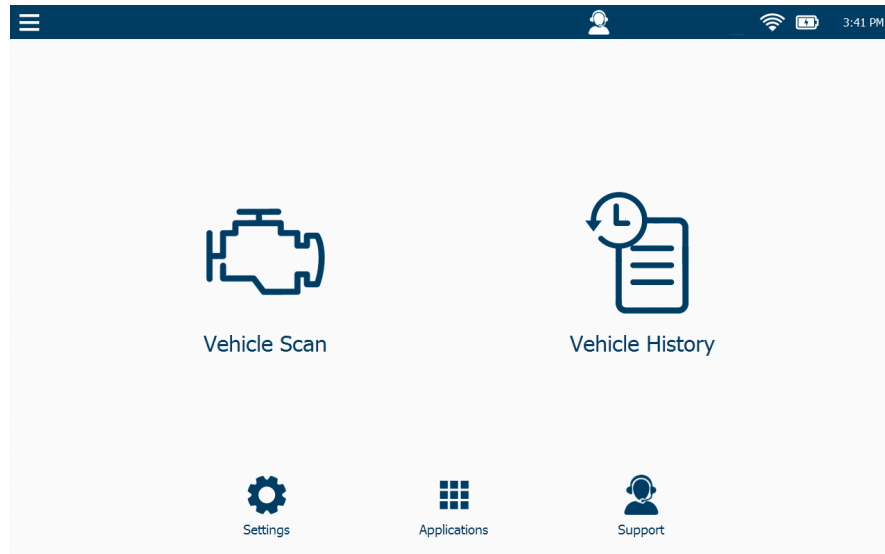 3:41 PM
Vehicle Scan
Vehicle History
Settings
Applications
Support